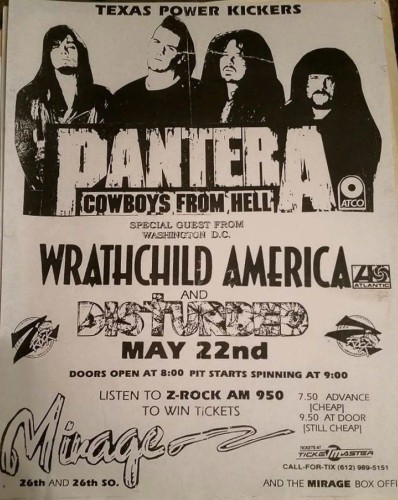 TEXAS POWER KICKERS
PANTERA
COWBOYS FROM HELL
ATCO
SPECIAL GUEST FROM
WASHINGTON D.C.
WRATHCHILD AMERICA
ATLANTIC
AND
DISTURBED
MAY 22nd
DOORS OPEN AT 8:00 PIT STARTS SPINNING AT 9:00
LISTEN TO Z-ROCK AM 950
TO WIN TiCKETS
7.50 ADVANCE
|CHEAP|
9.50 AT DOOR
|STILL CHEAP|
Mirage
TICKETS AT
TICKETMASTER
CALL-FOR-TIX (612) 989-5151
26th AND 26th SO.
AND THE MIRAGE BOX OFFI